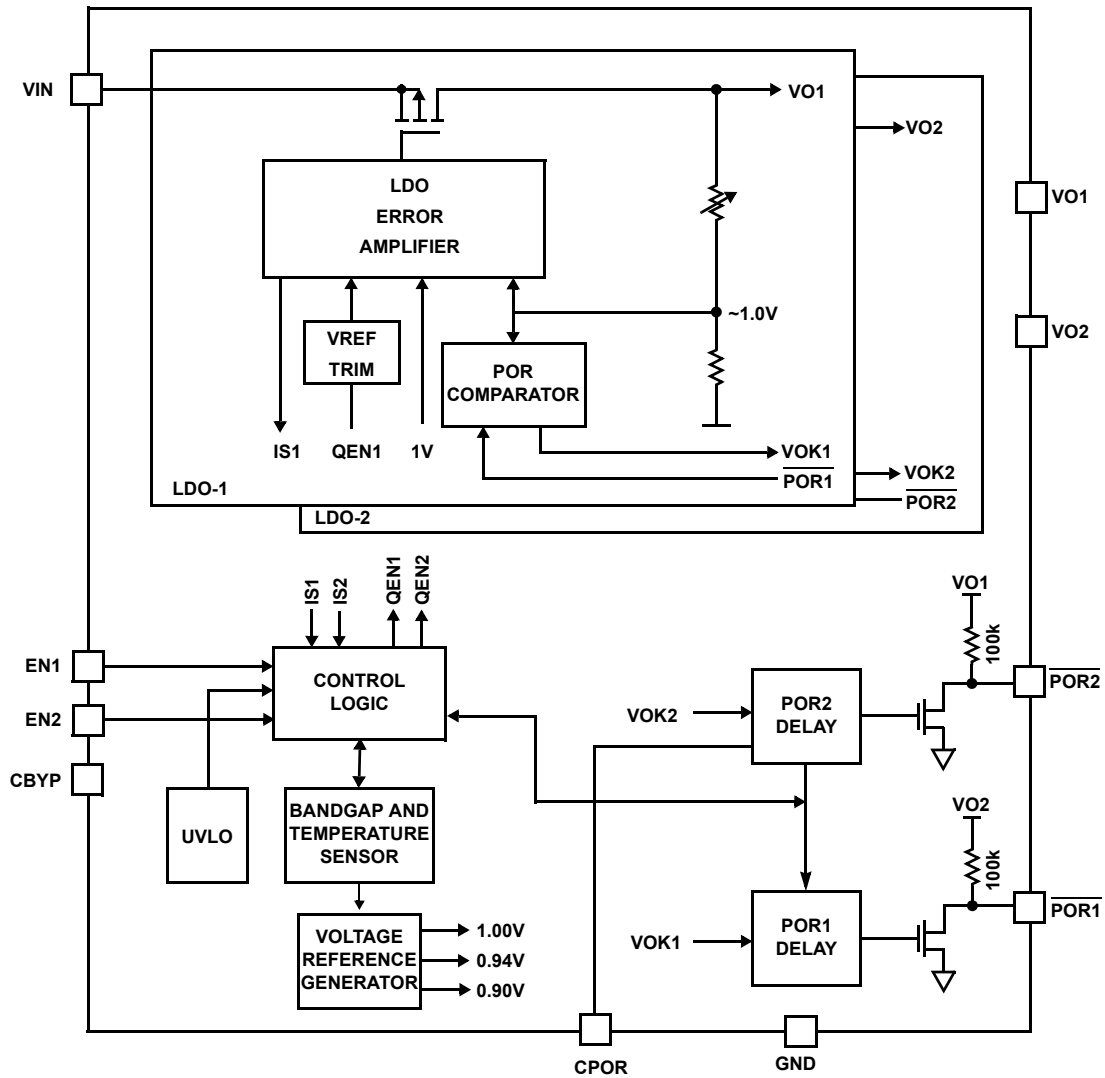 VIN
VO1
VO2
LDO
ERROR
AMPLIFIER
VO1
~1.0V
VREF
TRIM
POR
COMPARATOR
VO2
IS1
QEN1
1V
VOK1
POR1
VOK2
POR2
LDO-1
LDO-2
IS1
IS2
QEN1
QEN2
VO1
100k
EN1
CONTROL
LOGIC
POR2
EN2
VOK2
POR2
DELAY
CBYP
UVLO
BANDGAP AND
TEMPERATURE
SENSOR
VO2
100k
POR1
VOLTAGE
REFERENCE
GENERATOR
1.00V
0.94V
0.90V
VOK1
POR1
DELAY
CPOR
GND